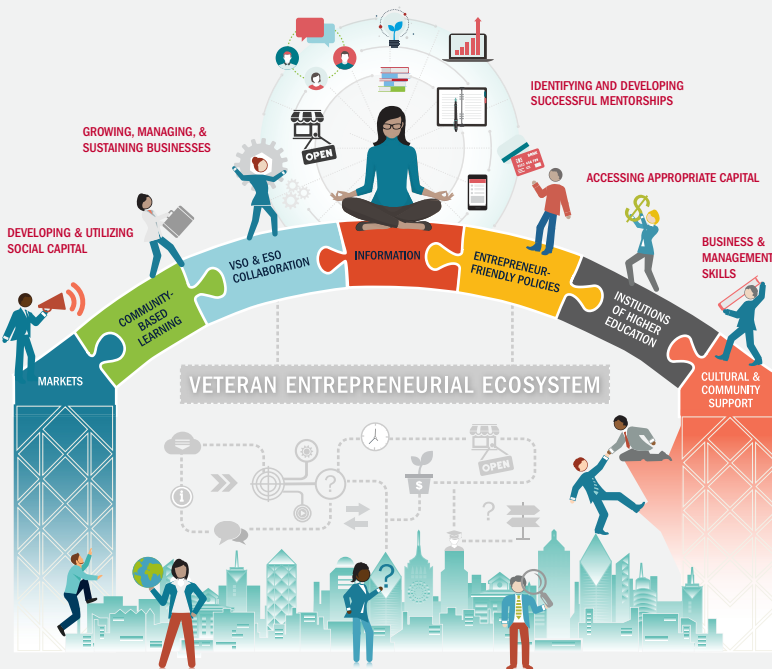 IDENTIFYING AND DEVELOPING
SUCCESSFUL MENTORSHIPS
GROWING, MANAGING, &
SUSTAINING BUSINESSES
OPEN
ACCESSING APPROPRIATE CAPITAL
DEVELOPING & UTILIZING
SOCIAL CAPITAL
BUSINESS &
MANAGEMENT
SKILLS
VSO & ESO
COLLABORATION
INFORMATION
ENTREPRENEUR-
FRIENDLY POLICIES
COMMUNITY-
BASED
LEARNING
INSTIUTIONS
OF HIGHER
EDUCATION
MARKETS
CULTURAL &
COMMUNITY
SUPPORT
VETERAN ENTREPRENEURIAL ECOSYSTEM
OPEN
$
?
i
?
?